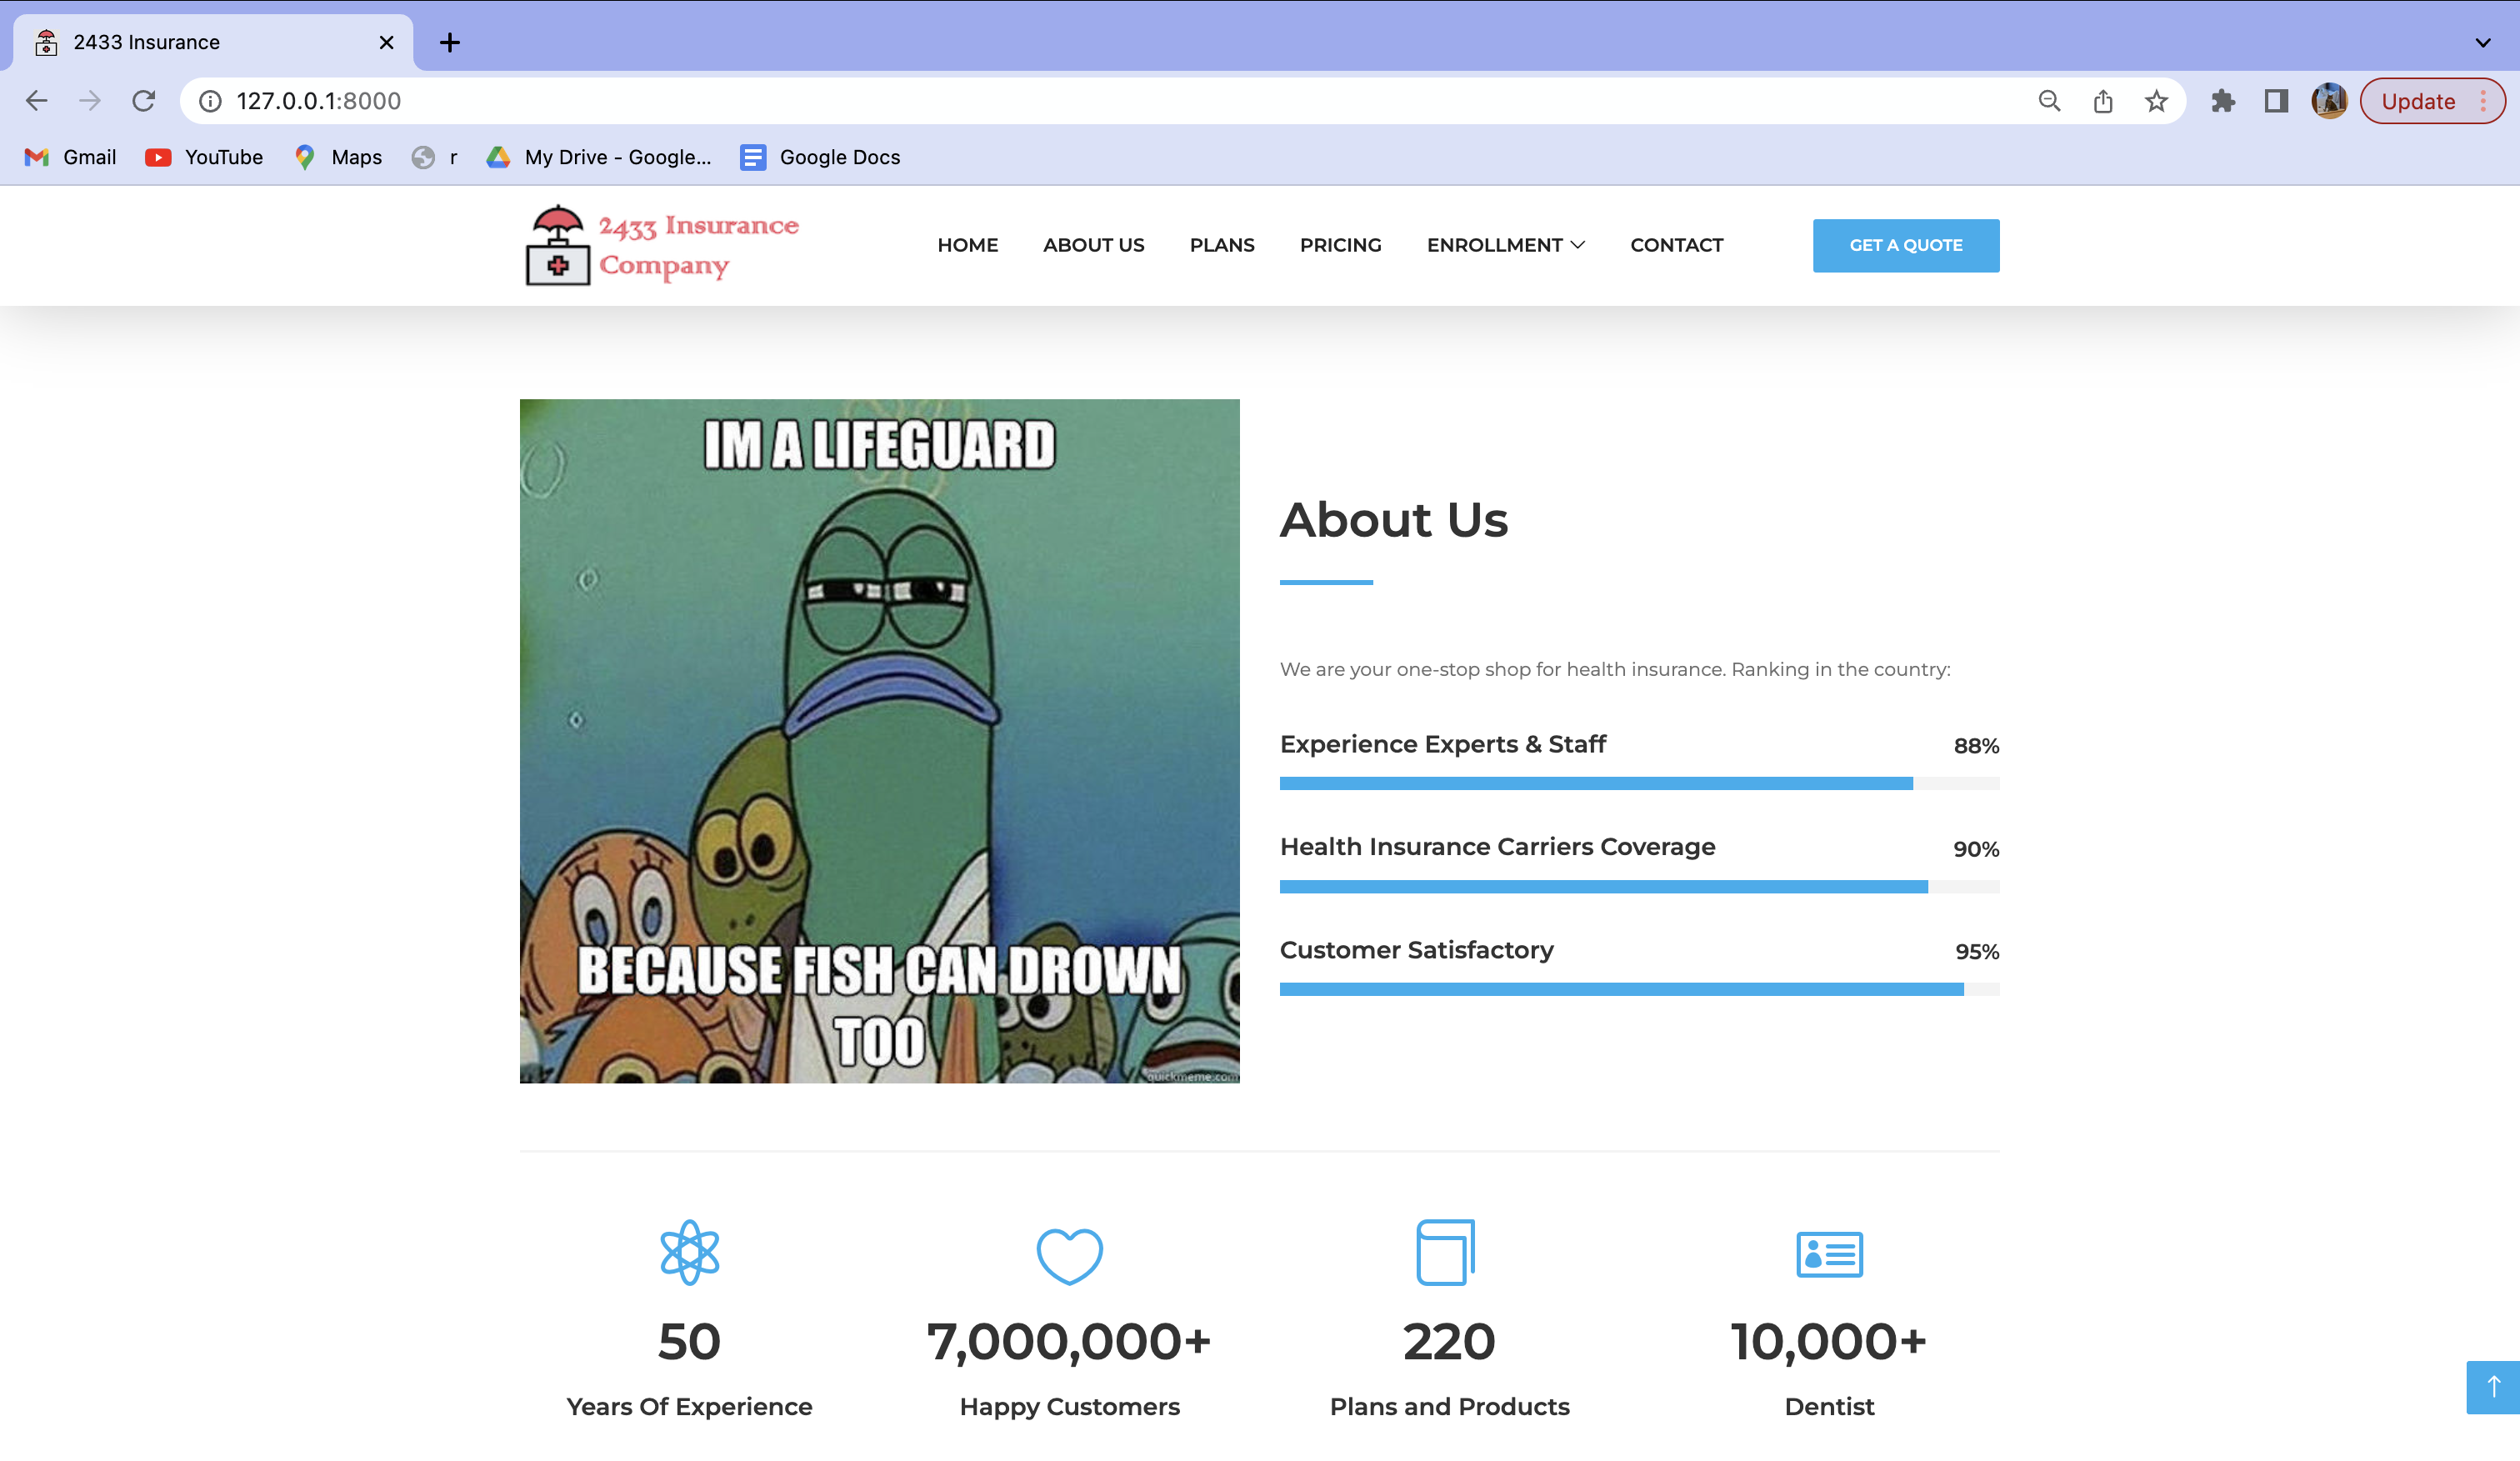 2433 Insurance
127.0.0.1:8000
Update
Gmail
YouTube
Maps
r
My Drive - Google...
Google Docs
2433 Insurance
Company
HOME
ABOUT US
PLANS
PRICING
ENROLLMENT
CONTACT
GET A QUOTE
IM A LIFEGUARD
BECAUSE FISH CAN DROWN
TOO
quickmeme.com
About Us
We are your one-stop shop for health insurance. Ranking in the country:
Experience Experts & Staff
88%
Health Insurance Carriers Coverage
90%
Customer Satisfactory
95%
50
Years Of Experience
7,000,000+
Happy Customers
220
Plans and Products
10,000+
Dentist